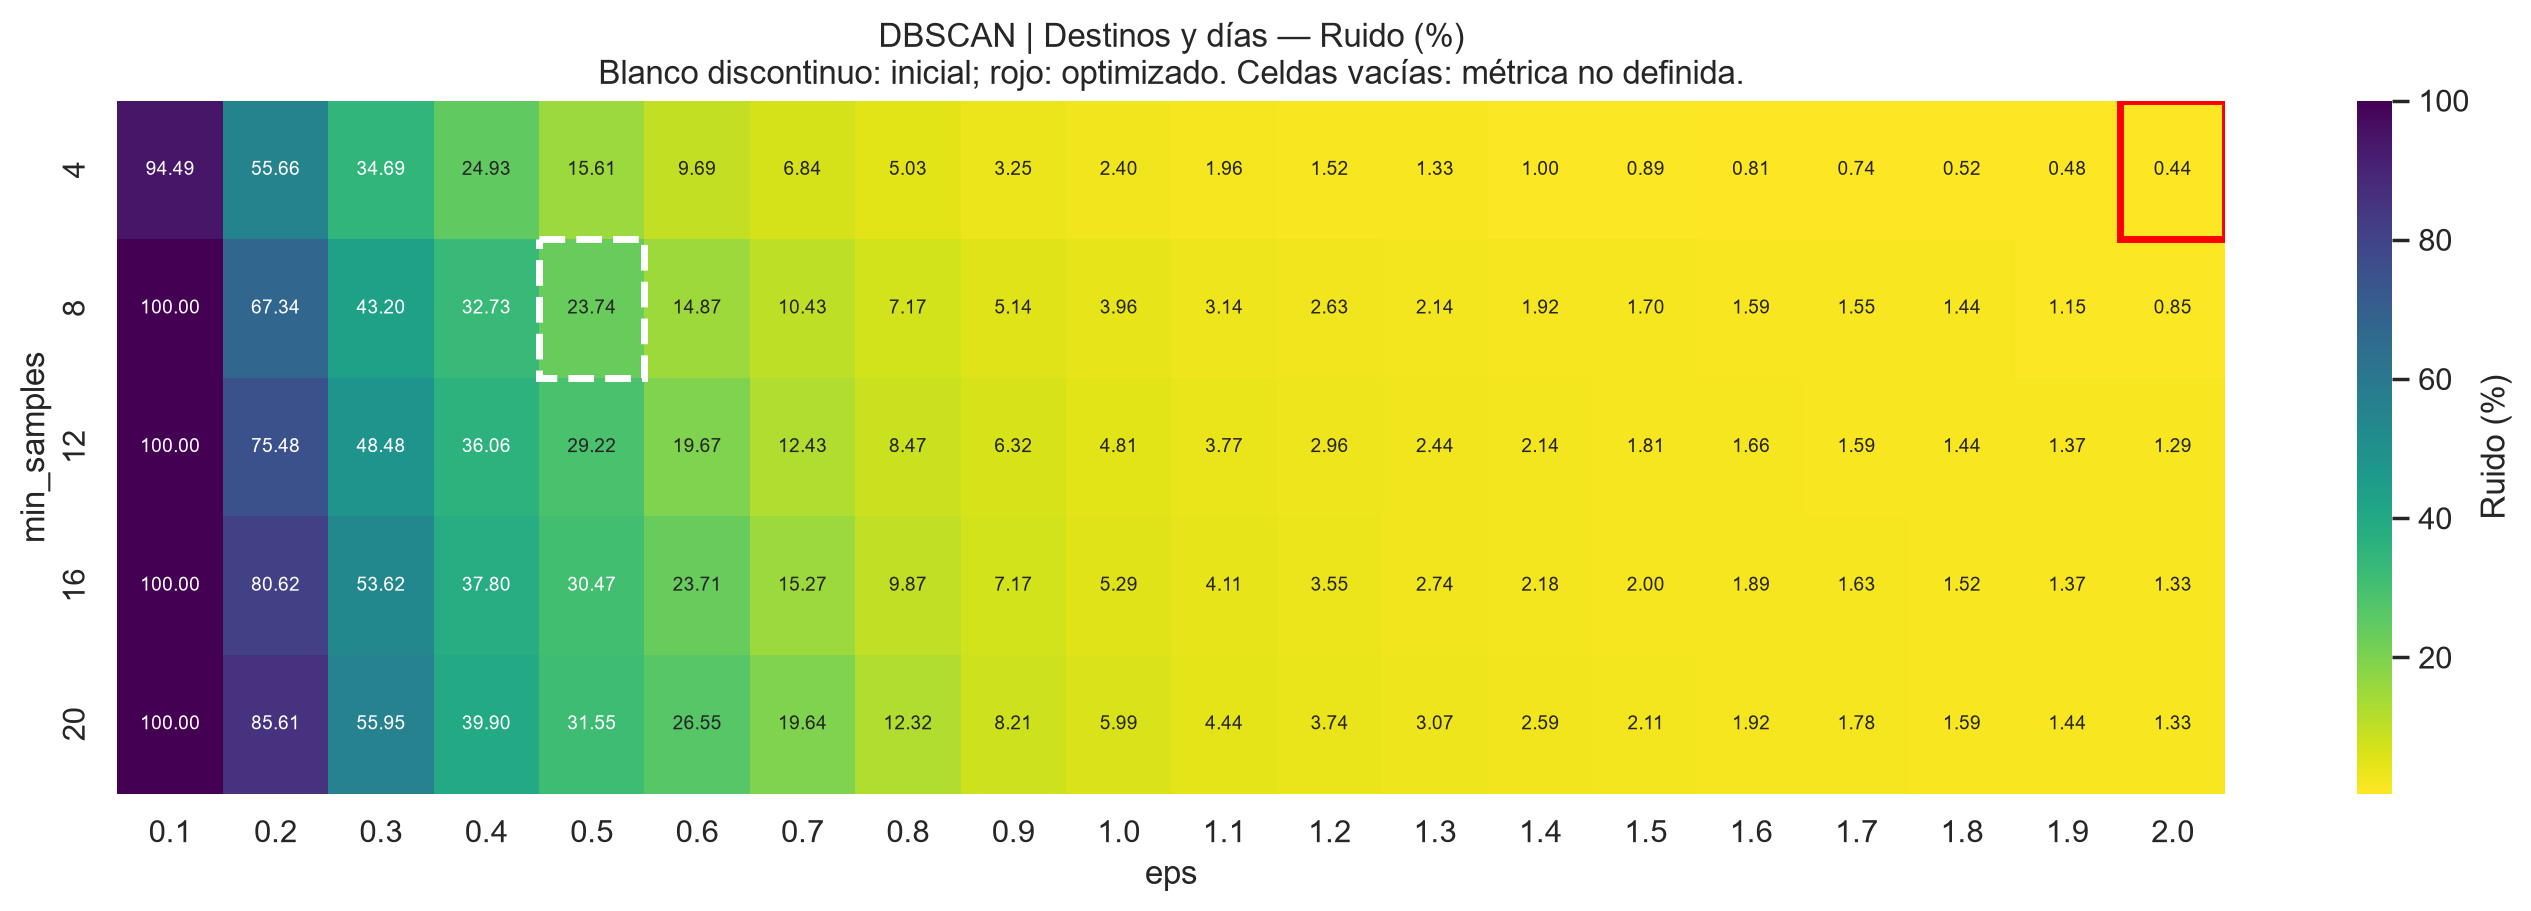 DBSCAN | Destinos y días — Ruido (%)
Blanco discontinuo: inicial; rojo: optimizado. Celdas vacías: métrica no definida.
min_samples
4 94.49 55.66 34.69 24.93 15.61 9.69 6.84 5.03 3.25 2.40 1.96 1.52 1.33 1.00 0.89 0.81 0.74 0.52 0.48 0.44
8 100.00 67.34 43.20 32.73 23.74 14.87 10.43 7.17 5.14 3.96 3.14 2.63 2.14 1.92 1.70 1.59 1.55 1.44 1.15 0.85
12 100.00 75.48 48.48 36.06 29.22 19.67 12.43 8.47 6.32 4.81 3.77 2.96 2.44 2.14 1.81 1.66 1.59 1.44 1.37 1.29
16 100.00 80.62 53.62 37.80 30.47 23.71 15.27 9.87 7.17 5.29 4.11 3.55 2.74 2.18 2.00 1.89 1.63 1.52 1.37 1.33
20 100.00 85.61 55.95 39.90 31.55 26.55 19.64 12.32 8.21 5.99 4.44 3.74 3.07 2.59 2.11 1.92 1.78 1.59 1.44 1.33
0.1 0.2 0.3 0.4 0.5 0.6 0.7 0.8 0.9 1.0 1.1 1.2 1.3 1.4 1.5 1.6 1.7 1.8 1.9 2.0
eps
100
80
60
40
20
Ruido (%)